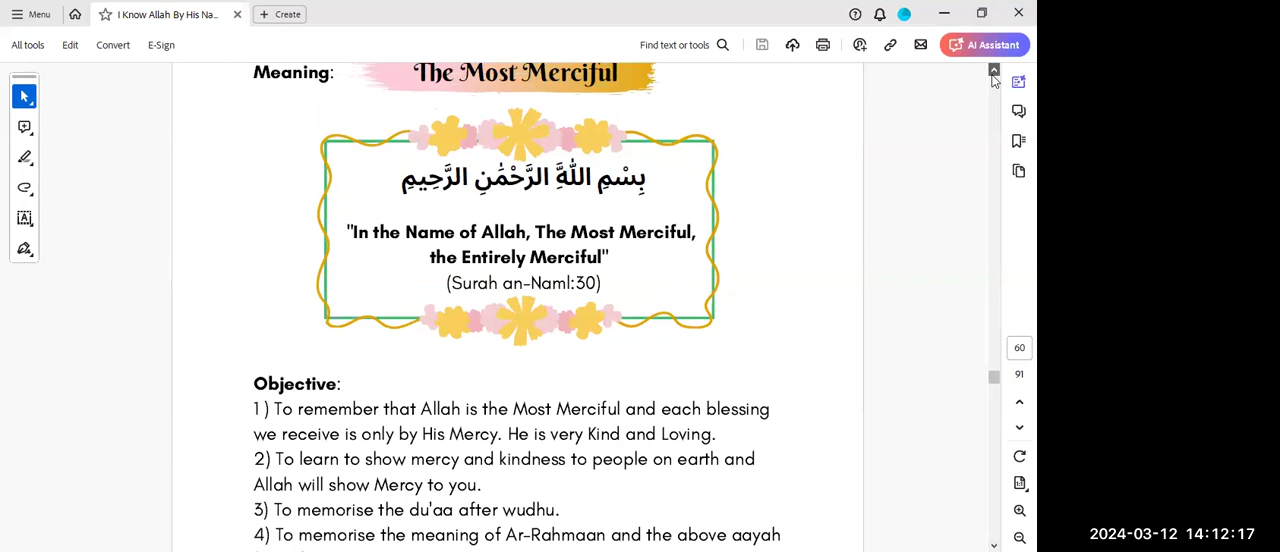 Menu
I Know Allah By His Na...
Create
All tools
Edit
Convert
E-Sign
Find text or tools
AI Assistant
Meaning:
The Most Merciful
بِسْمِ اللَّهِ الرَّحْمَٰنِ الرَّحِيمِ
"In the Name of Allah, The Most Merciful,
the Entirely Merciful"
(Surah an-Naml:30)
Objective:
1) To remember that Allah is the Most Merciful and each blessing
we receive is only by His Mercy. He is very Kind and Loving.
2) To learn to show mercy and kindness to people on earth and
Allah will show Mercy to you.
3) To memorise the du'aa after wudhu.
4) To memorise the meaning of Ar-Rahmaan and the above aayah
60
91
2024-03-12 14:12:17